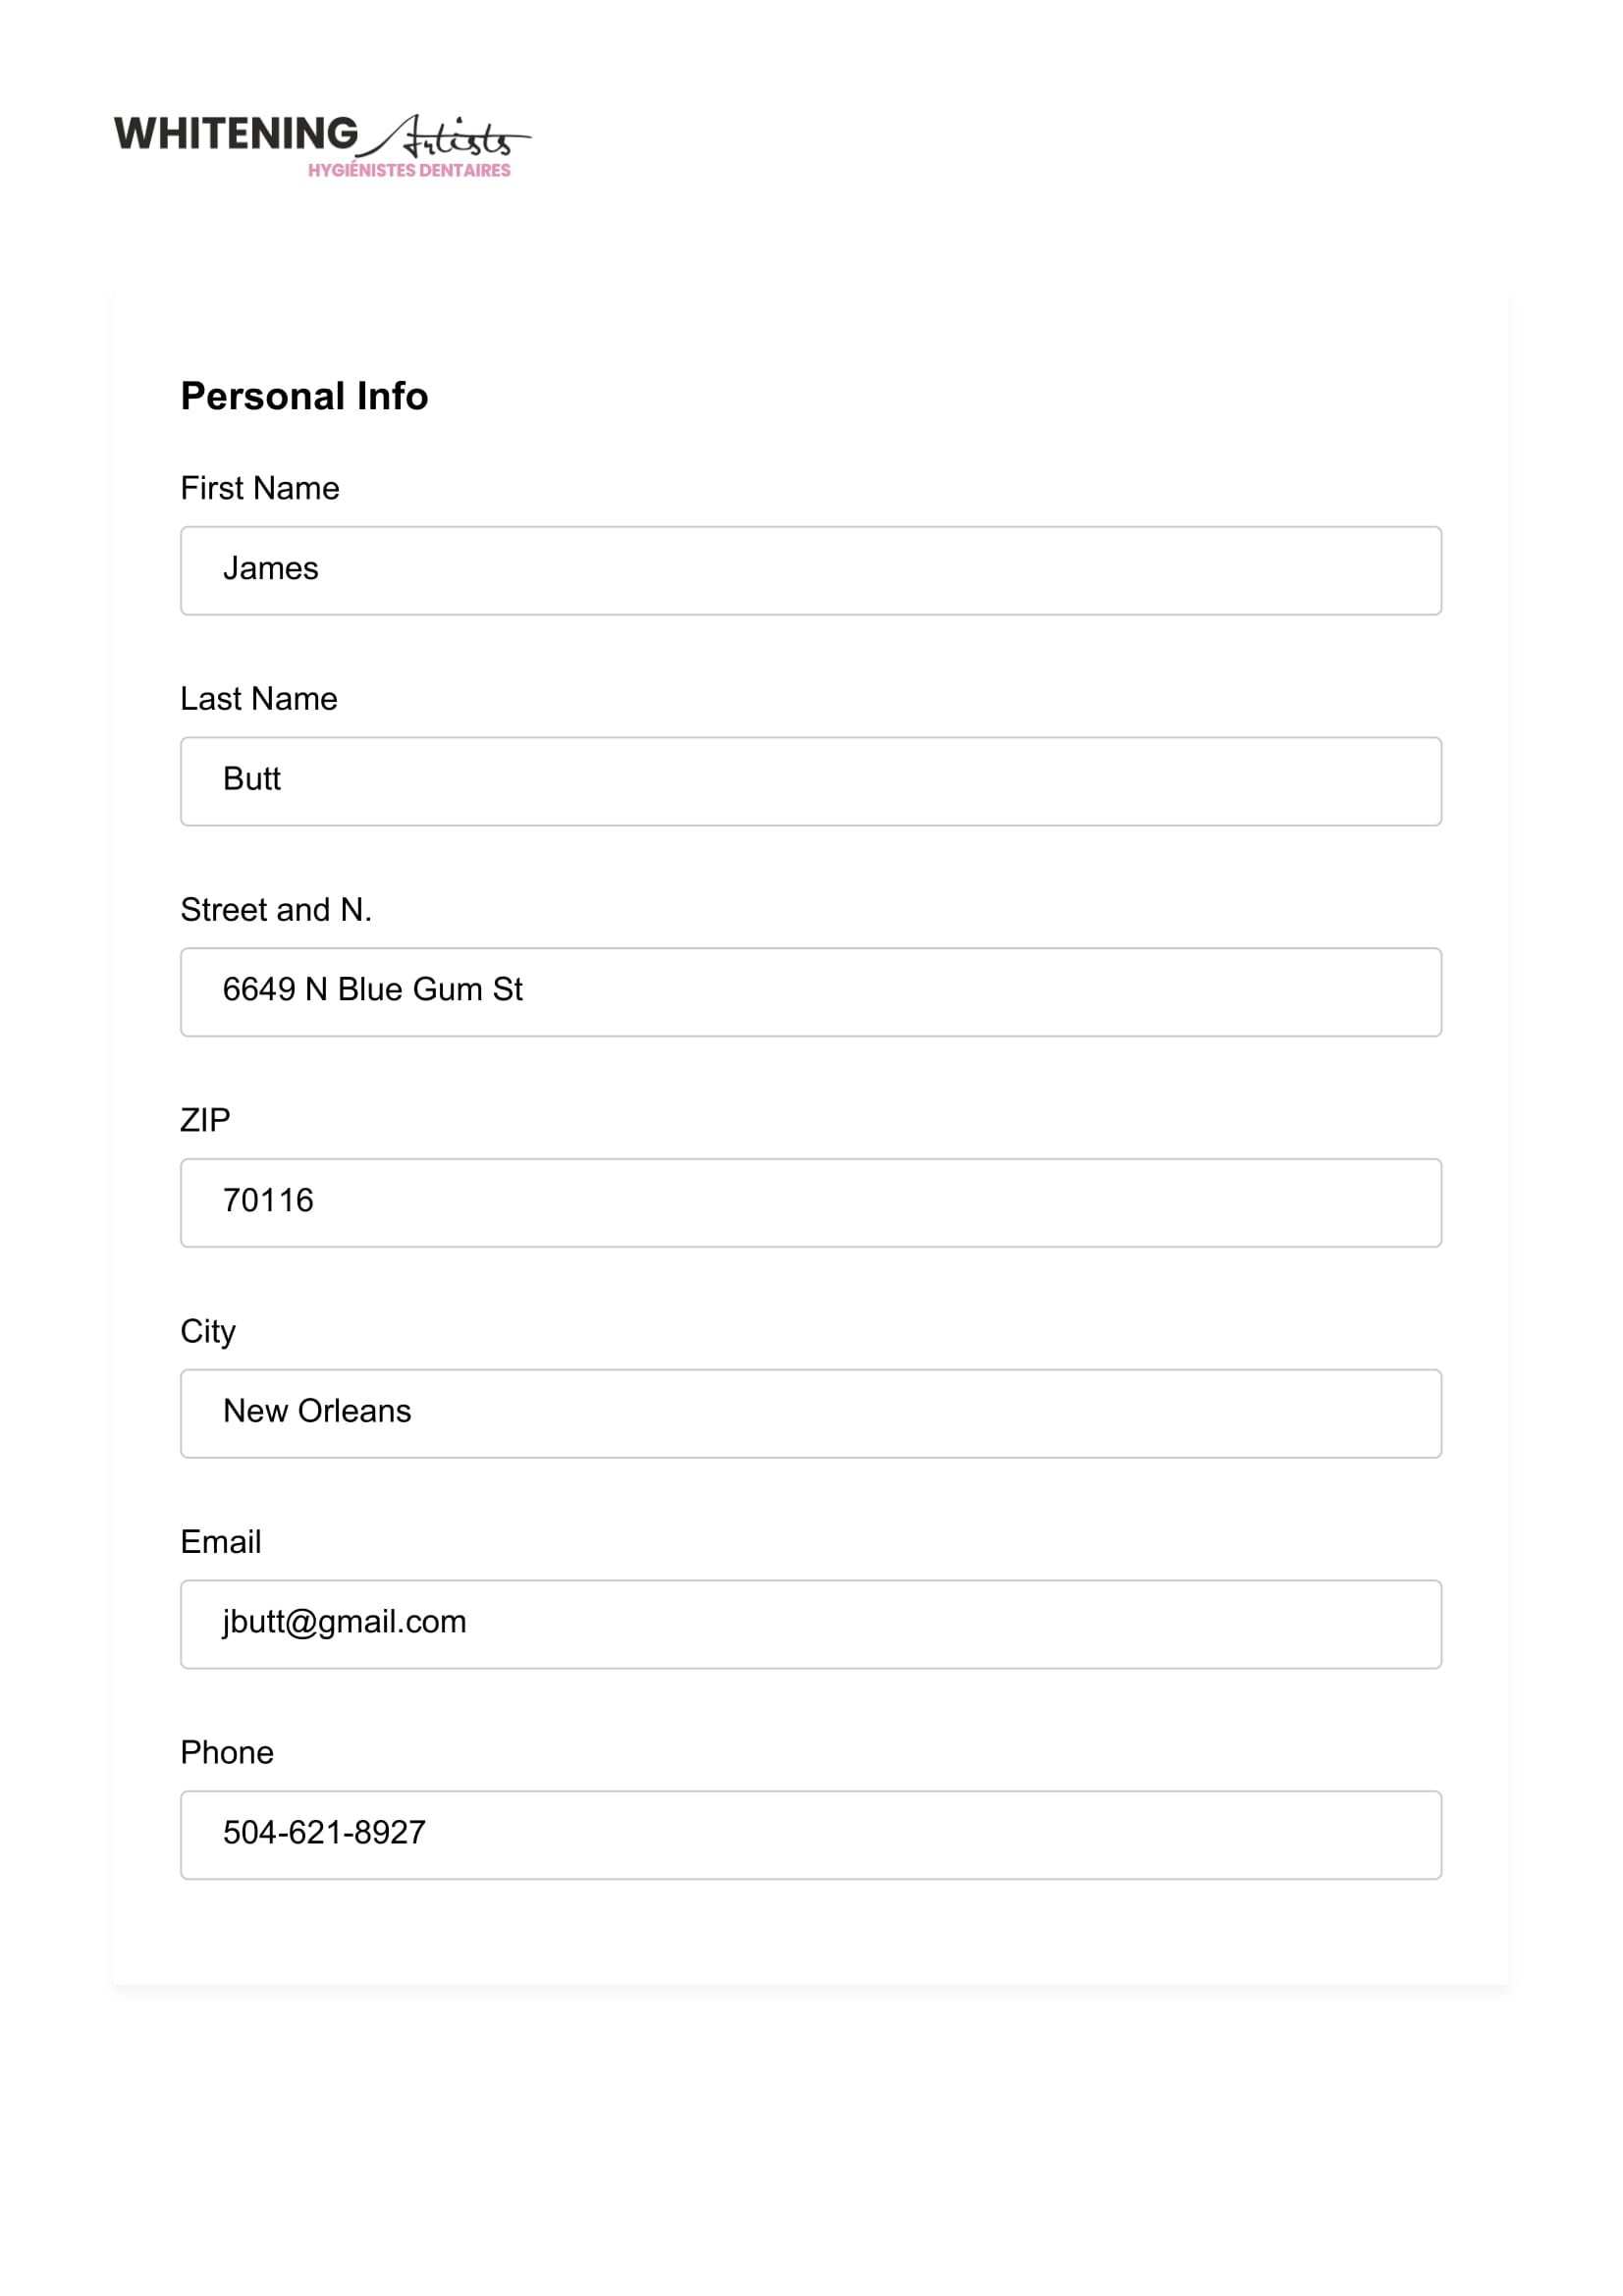 WHITENING Artists
HYGIÉNISTES DENTAIRES
Personal Info
First Name
James
Last Name
Butt
Street and N.
6649 N Blue Gum St
ZIP
70116
City
New Orleans
Email
jbutt@gmail.com
Phone
504-621-8927